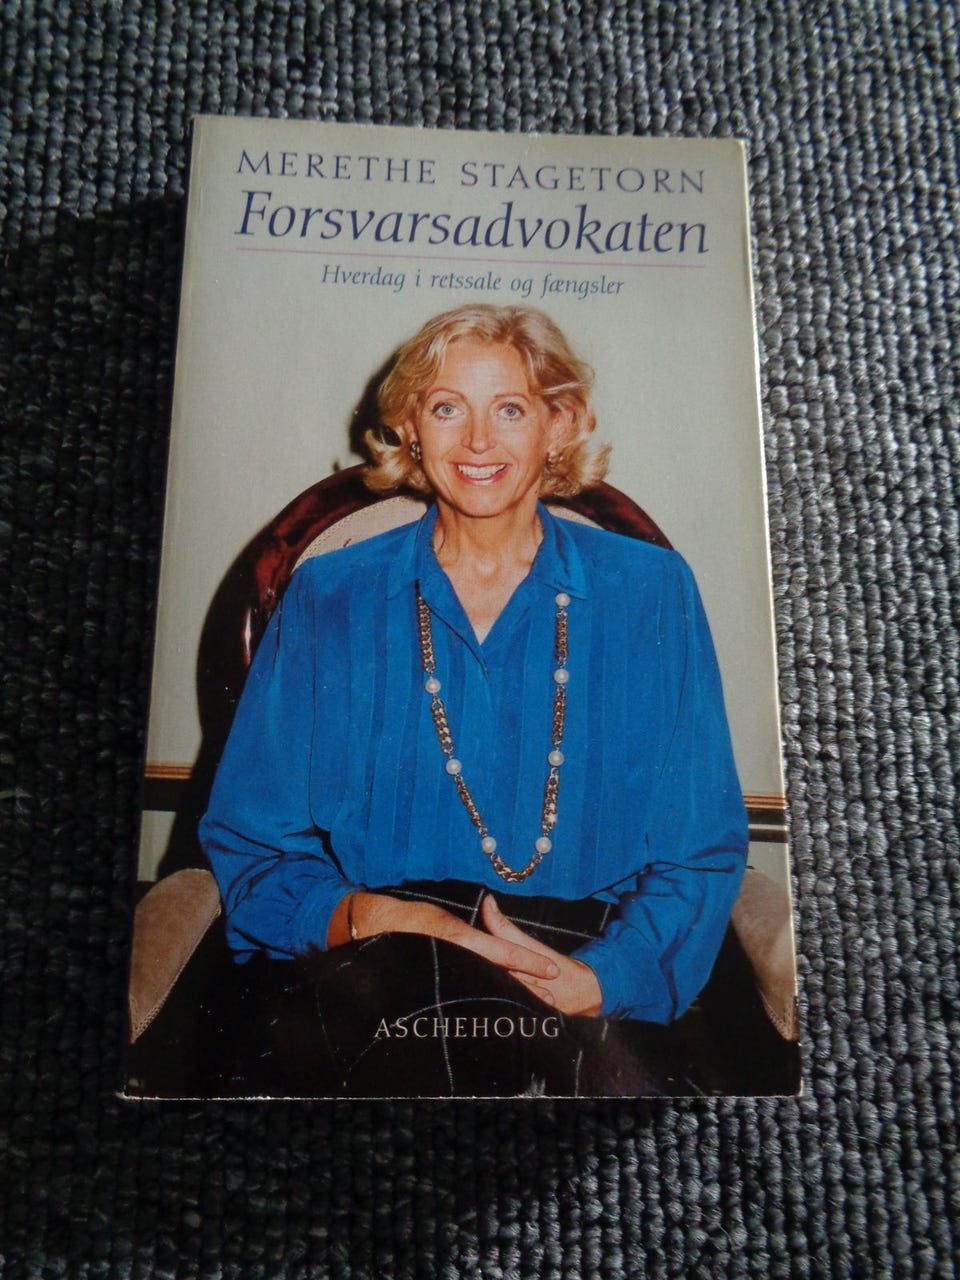 MERETHE STAGETORN
Forsvarsadvokaten
Hverdag i retssale og fængsler
ASCHEHOUG